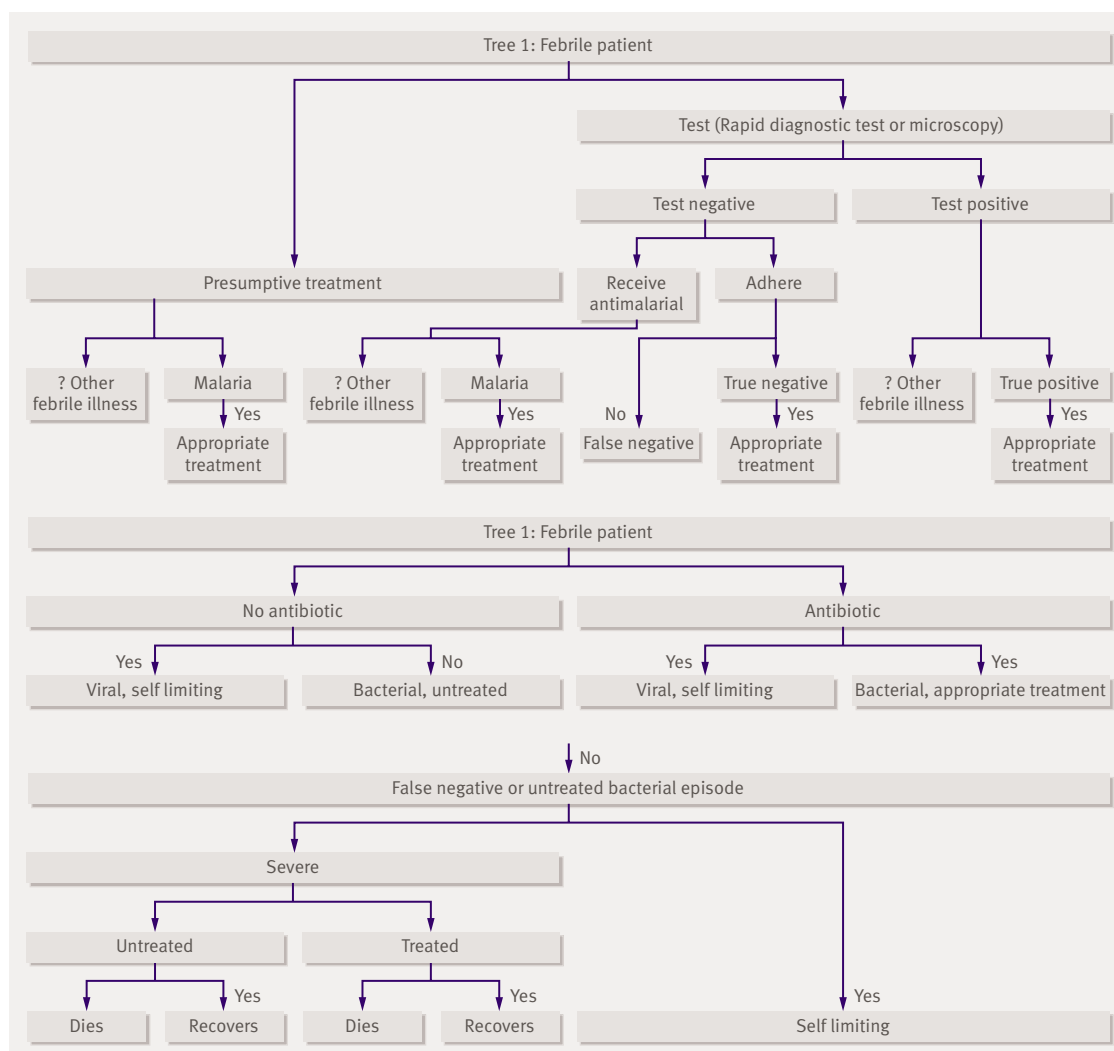 Tree 1: Febrile patient
Test (Rapid diagnostic test or microscopy)
Test negative
Test positive
Presumptive treatment
Receive
antimalarial
Adhere
? Other
febrile illness
Malaria
? Other
febrile illness
Malaria
True negative
? Other
febrile illness
True positive
Yes
Yes
No
Yes
Yes
Appropriate
treatment
Appropriate
treatment
False negative
Appropriate
treatment
Appropriate
treatment
Tree 1: Febrile patient
No antibiotic
Antibiotic
Yes
No
Yes
Yes
Viral, self limiting
Bacterial, untreated
Viral, self limiting
Bacterial, appropriate treatment
No
False negative or untreated bacterial episode
Severe
Untreated
Treated
Yes
Yes
Yes
Dies
Recovers
Dies
Recovers
Self limiting